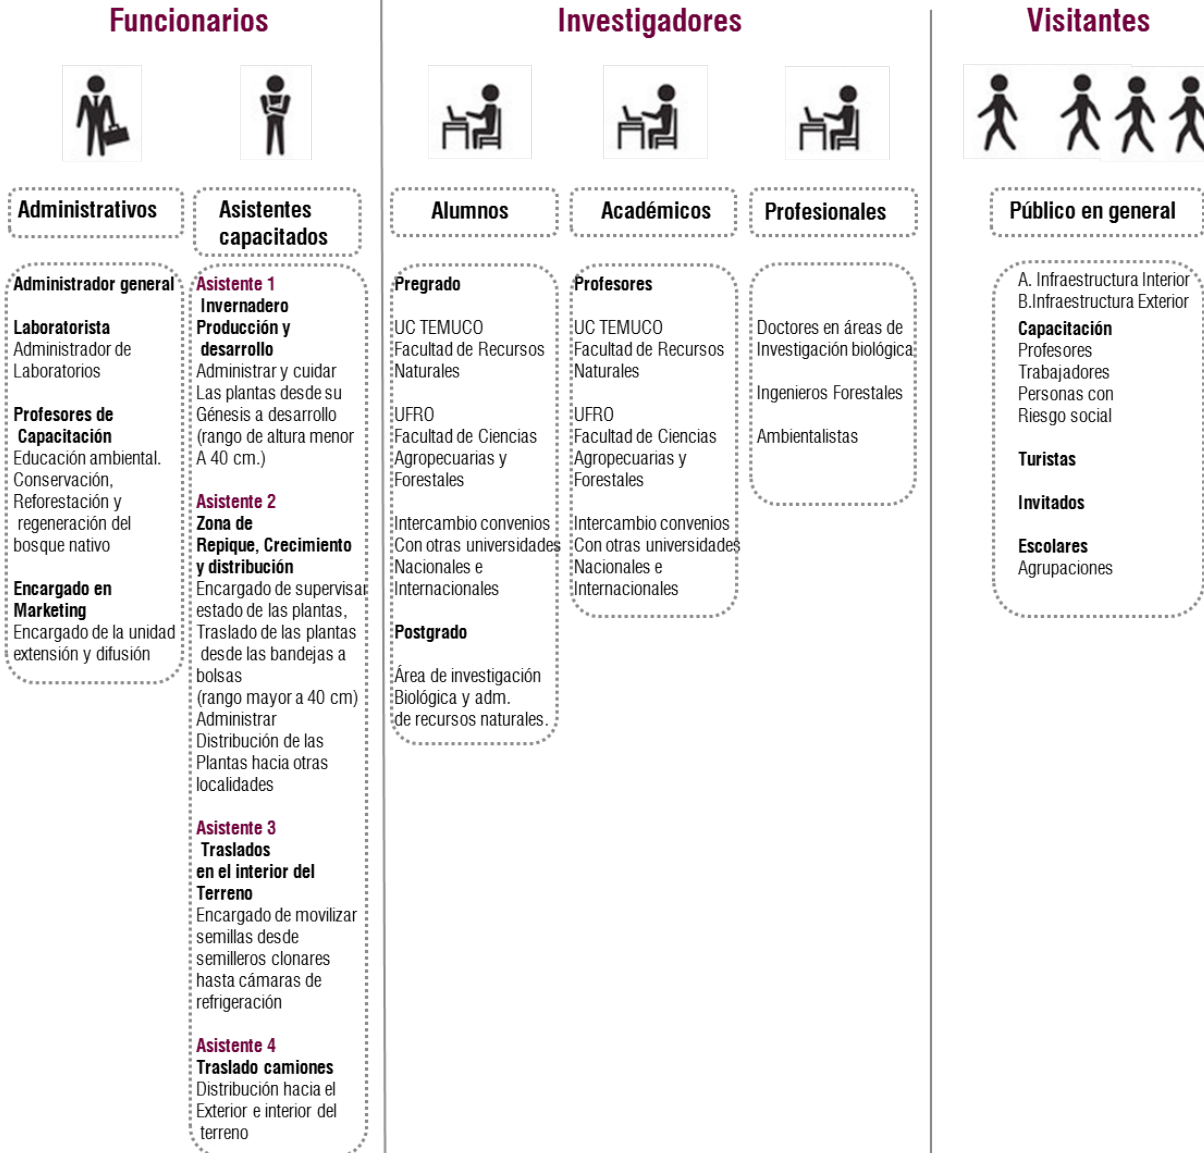 Funcionarios
Investigadores
Visitantes
Administrativos
Administrador general
Laboratorista
Administrador de
Laboratorios
Profesores de
Capacitación
Educación ambiental.
Conservación,
Reforestación y
regeneración del
bosque nativo
Encargado en
Marketing
Encargado de la unidad
extensión y difusión
Asistentes
capacitados
Asistente 1
Invernadero
Producción y
desarrollo
Administrar y cuidar
Las plantas desde su
Génesis a desarrollo
(rango de altura menor
A 40 cm.)
Asistente 2
Zona de
Repique, Crecimiento
y distribución
Encargado de supervisar
estado de las plantas,
Traslado de las plantas
desde las bandejas a
bolsas
(rango mayor a 40 cm)
Administrar
Distribución de las
Plantas hacia otras
localidades
Asistente 3
Traslados
en el interior del
Terreno
Encargado de movilizar
semillas desde
semilleros clonares
hasta cámaras de
refrigeración
Asistente 4
Traslado camiones
Distribución hacia el
Exterior e interior del
terreno
Alumnos
Pregrado
UC TEMUCO
Facultad de Recursos
Naturales
UFRO
Facultad de Ciencias
Agropecuarias y
Forestales
Intercambio convenios
Con otras universidades
Nacionales e
Internacionales
Postgrado
Área de investigación
Biológica y adm.
de recursos naturales.
Académicos
Profesores
UC TEMUCO
Facultad de Recursos
Naturales
UFRO
Facultad de Ciencias
Agropecuarias y
Forestales
Intercambio convenios
Con otras universidades
Nacionales e
Internacionales
Profesionales
Doctores en áreas de
Investigación biológica
Ingenieros Forestales
Ambientalistas
Público en general
A. Infraestructura Interior
B.Infraestructura Exterior
Capacitación
Profesores
Trabajadores
Personas con
Riesgo social
Turistas
Invitados
Escolares
Agrupaciones